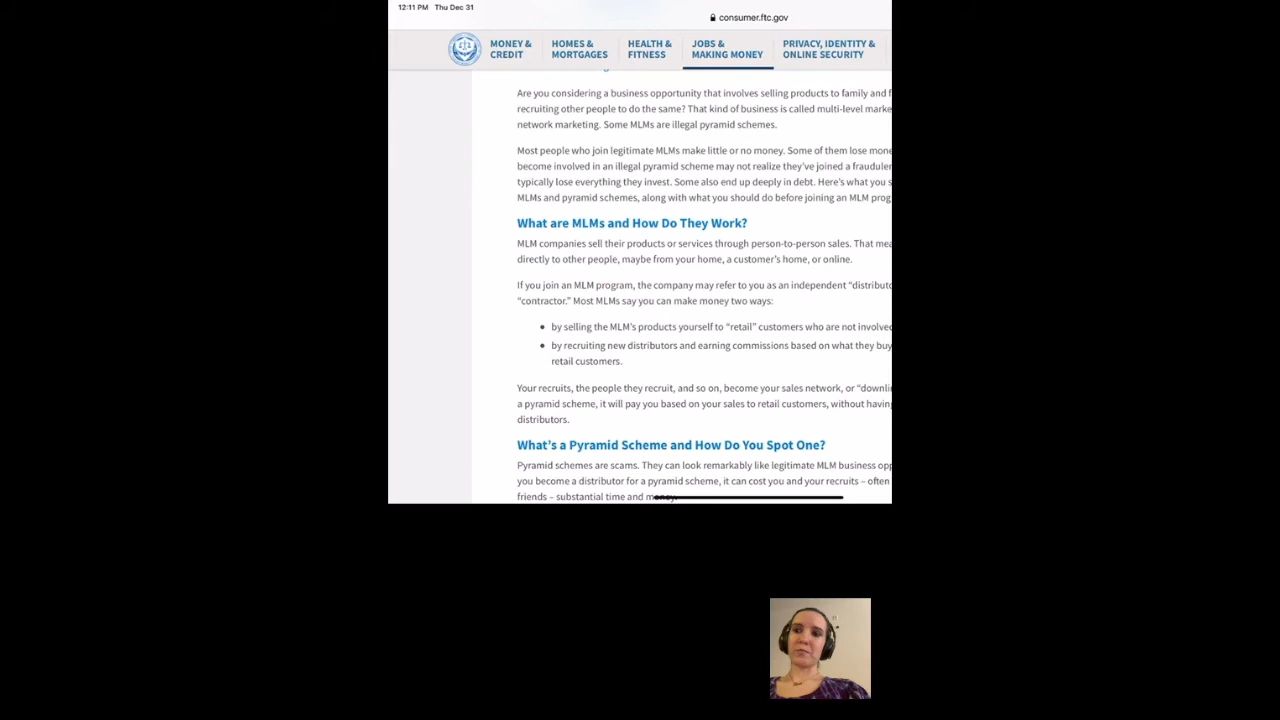 12:11 PM Thu Dec 31
consumer.ftc.gov
MONEY & CREDIT
HOMES & MORTGAGES
HEALTH & FITNESS
JOBS & MAKING MONEY
PRIVACY, IDENTITY & ONLINE SECURITY
Are you considering a business opportunity that involves selling products to family and f
recruiting other people to do the same? That kind of business is called multi-level marke
network marketing. Some MLMs are illegal pyramid schemes.
Most people who join legitimate MLMs make little or no money. Some of them lose mone
become involved in an illegal pyramid scheme may not realize they've joined a fraudulen
typically lose everything they invest. Some also end up deeply in debt. Here's what you s
MLMs and pyramid schemes, along with what you should do before joining an MLM prog
What are MLMs and How Do They Work?
MLM companies sell their products or services through person-to-person sales. That mea
directly to other people, maybe from your home, a customer's home, or online.
If you join an MLM program, the company may refer to you as an independent “distributo
“contractor.” Most MLMs say you can make money two ways:
• by selling the MLM's products yourself to “retail” customers who are not involved
• by recruiting new distributors and earning commissions based on what they buy
retail customers.
Your recruits, the people they recruit, and so on, become your sales network, or “downli
a pyramid scheme, it will pay you based on your sales to retail customers, without having
distributors.
What's a Pyramid Scheme and How Do You Spot One?
Pyramid schemes are scams. They can look remarkably like legitimate MLM business opp
you become a distributor for a pyramid scheme, it can cost you and your recruits – often
friends – substantial time and money.